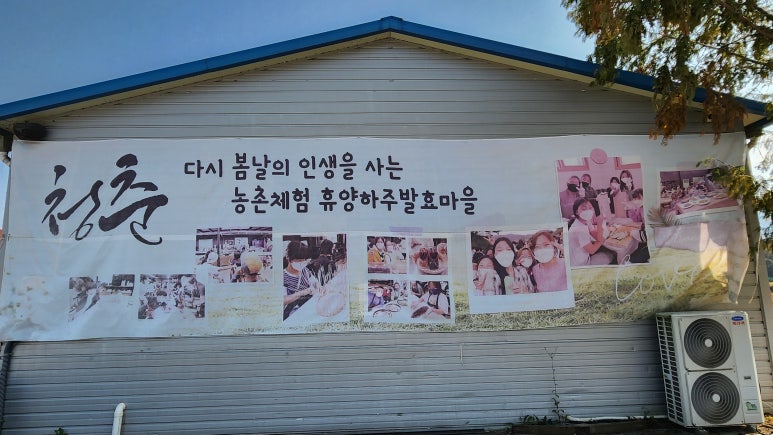 청춘
다시 봄날의 인생을 사는
농촌체험 휴양하주발효마을
Love